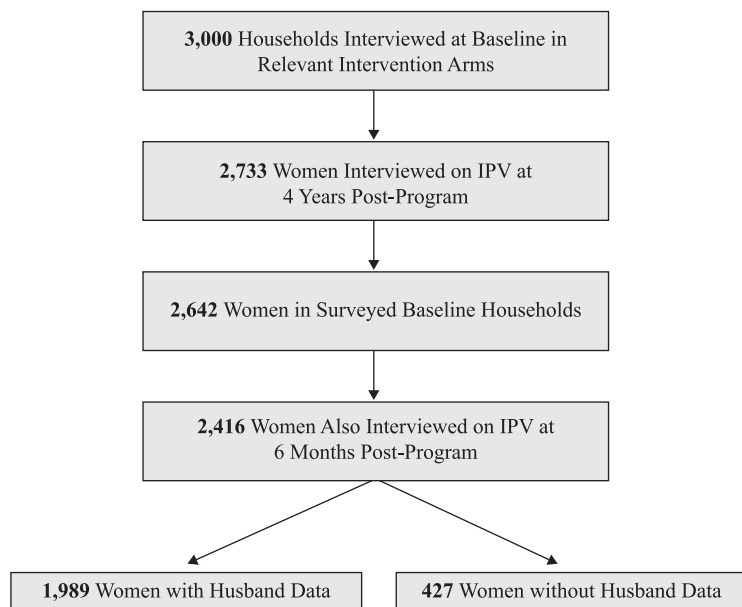 3,000 Households Interviewed at Baseline in
Relevant Intervention Arms
2,733 Women Interviewed on IPV at
4 Years Post-Program
2,642 Women in Surveyed Baseline Households
2,416 Women Also Interviewed on IPV at
6 Months Post-Program
1,989 Women with Husband Data
427 Women without Husband Data